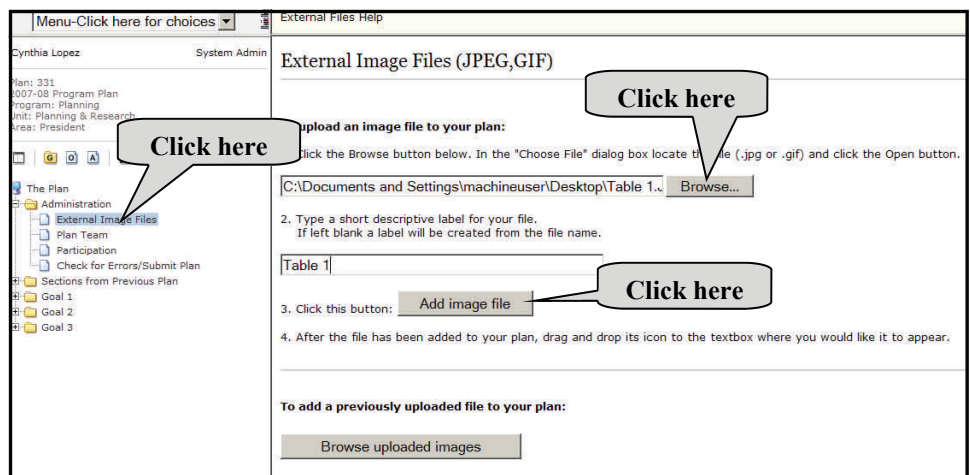 Menu-Click here for choices
Cynthia Lopez System Admin
Plan: 331
2007-08 Program Plan
Program: Planning
Unit: Planning & Research
Area: President
Click here
G O A
The Plan
Administration
External Image Files
Plan Team
Participation
Check for Errors/Submit Plan
Sections from Previous Plan
Goal 1
Goal 2
Goal 3
External Files Help
External Image Files (JPEG,GIF)
Click here
upload an image file to your plan:
Click the Browse button below. In the "Choose File" dialog box locate the file (.jpg or .gif) and click the Open button.
C:\Documents and Settings\machineuser\Desktop\Table 1.J Browse...
2. Type a short descriptive label for your file.
If left blank a label will be created from the file name.
Table 1
Click here
3. Click this button: Add image file
4. After the file has been added to your plan, drag and drop its icon to the textbox where you would like it to appear.
To add a previously uploaded file to your plan:
Browse uploaded images